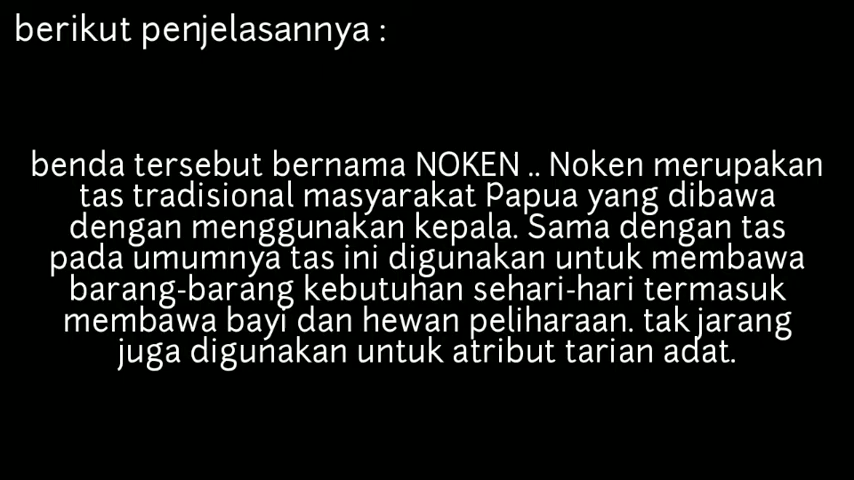 berikut penjelasannya :
benda tersebut bernama NOKEN .. Noken merupakan
tas tradisional masyarakat Papua yang dibawa
dengan menggunakan kepala. Sama dengan tas
pada umumnya tas ini digunakan untuk membawa
barang-barang kebutuhan sehari-hari termasuk
membawa bayi dan hewan peliharaan. tak jarang
juga digunakan untuk atribut tarian adat.